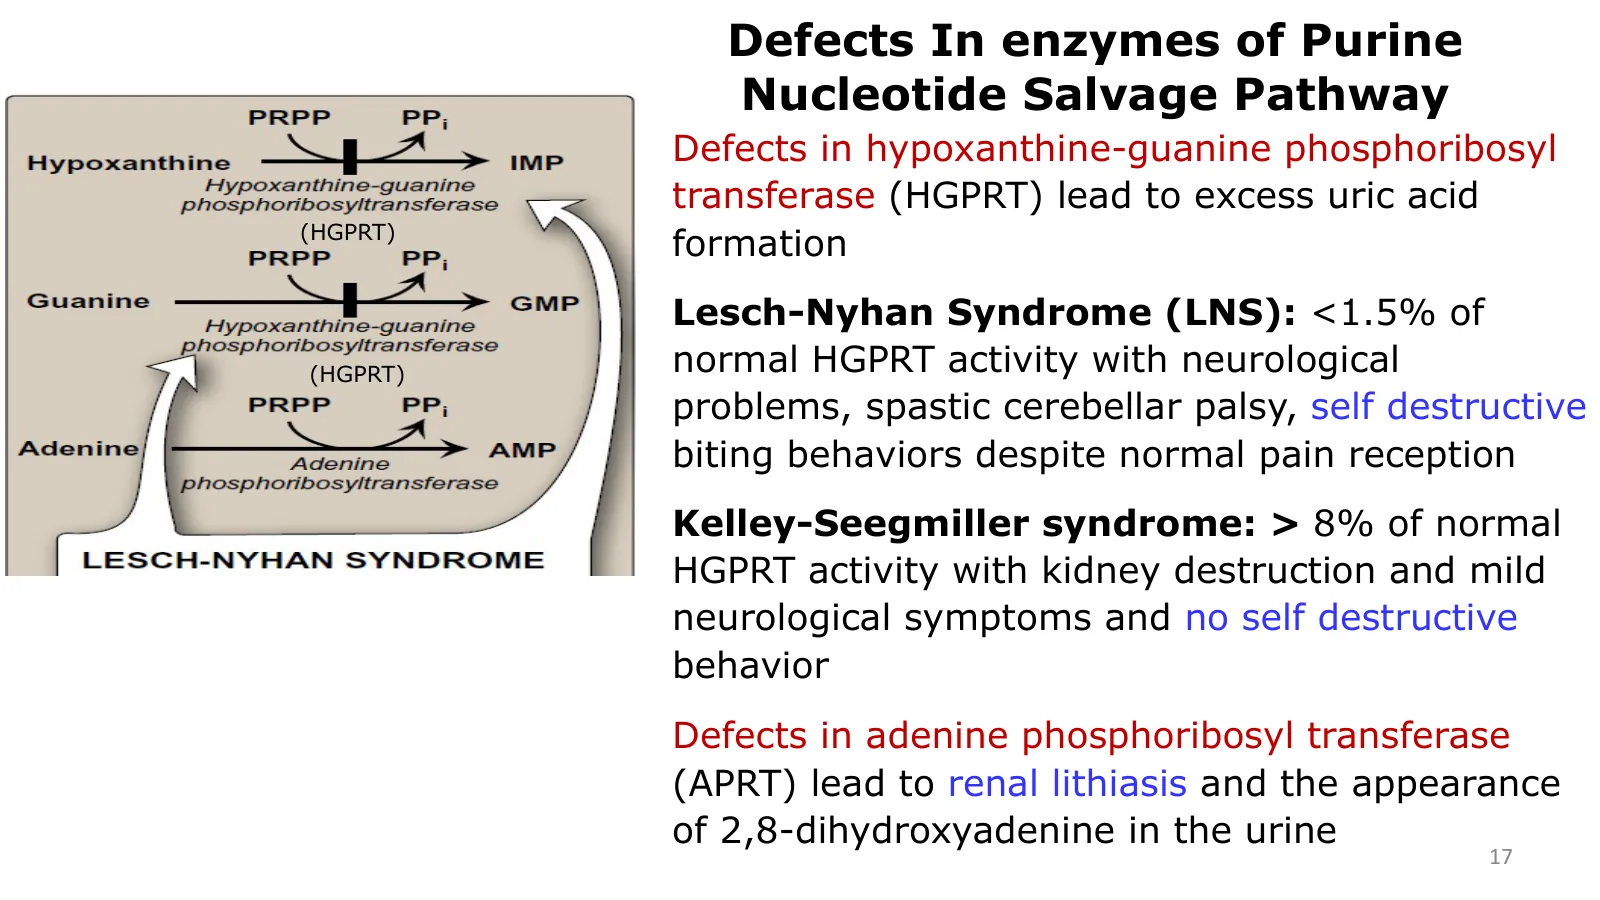 Defects In enzymes of Purine
Nucleotide Salvage Pathway
PRPP PPi
Hypoxanthine IMP
Hypoxanthine-guanine
phosphoribosyltransferase
(HGPRT)
PRPP PPi
Guanine GMP
Hypoxanthine-guanine
phosphoribosyltransferase
(HGPRT)
PRPP PPi
Adenine AMP
Adenine
phosphoribosyltransferase
LESCH-NYHAN SYNDROME
Defects in hypoxanthine-guanine phosphoribosyl
transferase (HGPRT) lead to excess uric acid
formation
Lesch-Nyhan Syndrome (LNS): <1.5% of
normal HGPRT activity with neurological
problems, spastic cerebellar palsy, self destructive
biting behaviors despite normal pain reception
Kelley-Seegmiller syndrome: > 8% of normal
HGPRT activity with kidney destruction and mild
neurological symptoms and no self destructive
behavior
Defects in adenine phosphoribosyl transferase
(APRT) lead to renal lithiasis and the appearance
of 2,8-dihydroxyadenine in the urine
17